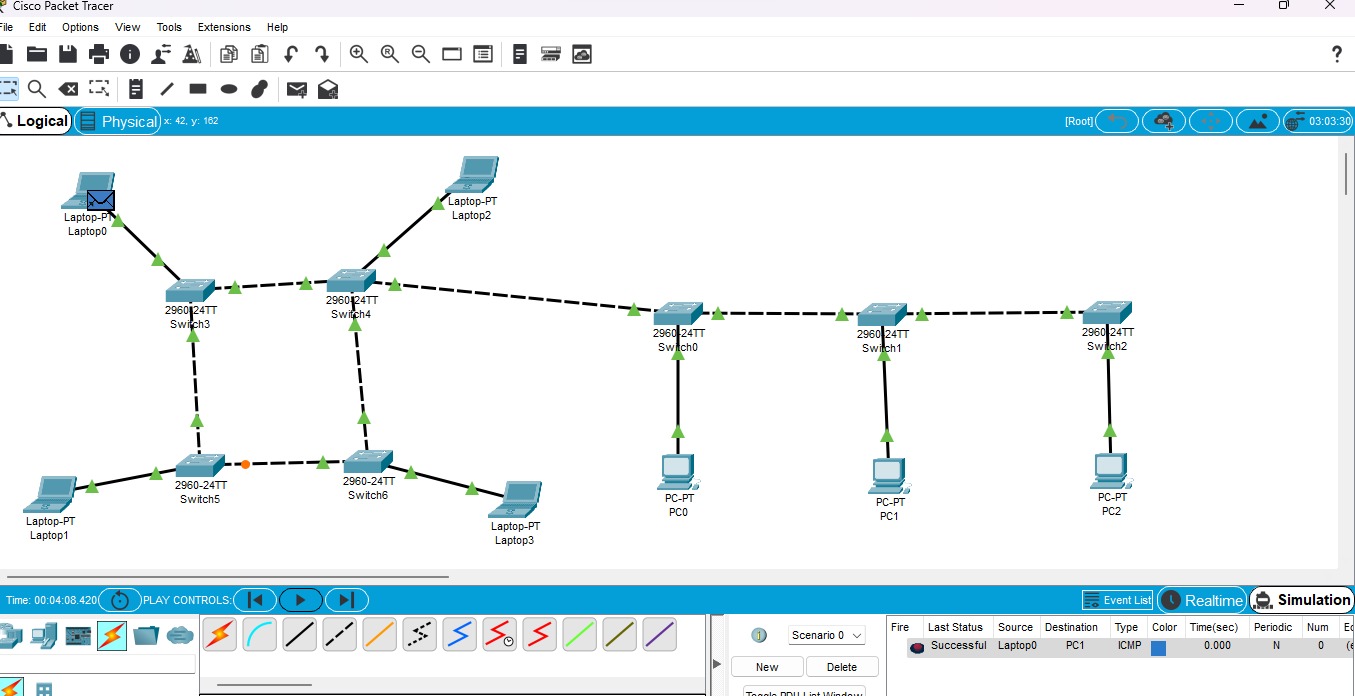 Cisco Packet Tracer
File Edit Options View Tools Extensions Help
Logical Physical x: 42, y: 162 [Root] 03:03:30
Laptop-PT
Laptop0
Laptop-PT
Laptop2
2960-24TT
Switch3
2960-24TT
Switch4
2960-24TT
Switch0
2960-24TT
Switch1
2960-24TT
Switch2
2960-24TT
Switch5
2960-24TT
Switch6
Laptop-PT
Laptop1
Laptop-PT
Laptop3
PC-PT
PC0
PC-PT
PC1
PC-PT
PC2
Time: 00:04:08.420 PLAY CONTROLS: Event List Realtime Simulation
Scenario 0
New Delete
Toggle PDU List Window
Fire Last Status Source Destination Type Color Time(sec) Periodic Num
Successful Laptop0 PC1 ICMP 0.000 N 0 (e